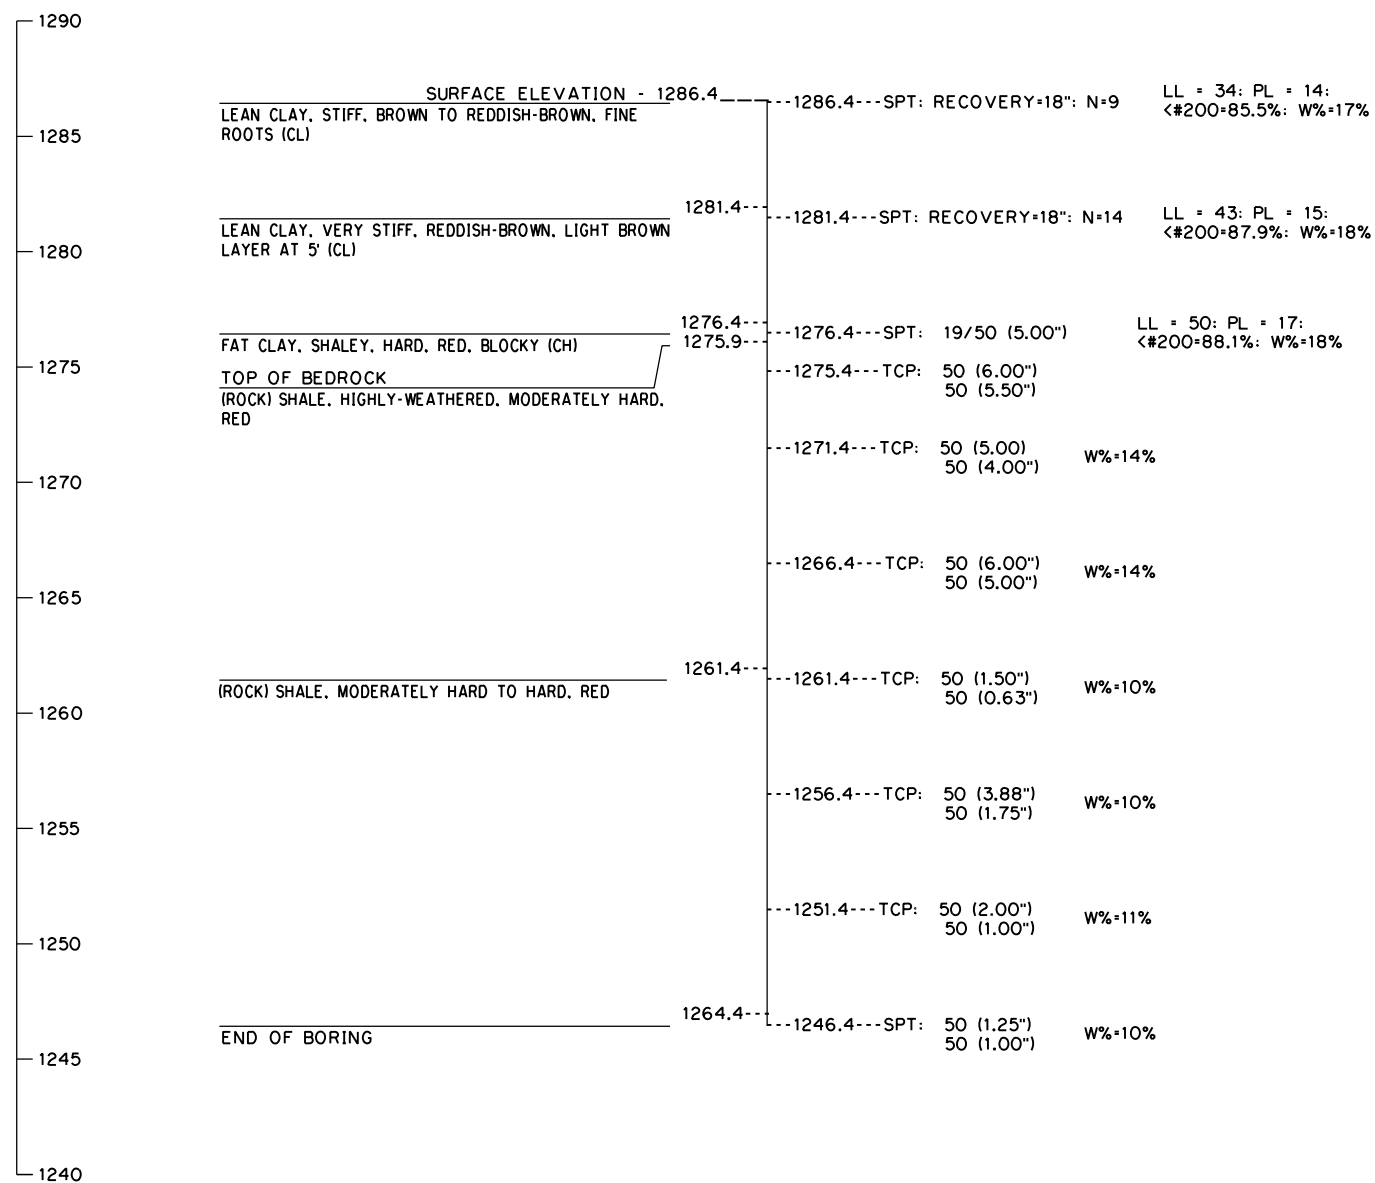 1290
SURFACE ELEVATION - 1286.4
1286.4---SPT: RECOVERY=18": N=9
LL = 34: PL = 14:
<#200=85.5%: W%=17%
LEAN CLAY, STIFF, BROWN TO REDDISH-BROWN, FINE
ROOTS (CL)
1285
1281.4
1281.4---SPT: RECOVERY=18": N=14
LL = 43: PL = 15:
<#200=87.9%: W%=18%
LEAN CLAY, VERY STIFF, REDDISH-BROWN, LIGHT BROWN
LAYER AT 5' (CL)
1280
1276.4
1276.4---SPT: 19/50 (5.00")
LL = 50: PL = 17:
<#200=88.1%: W%=18%
1275.9
FAT CLAY, SHALEY, HARD, RED, BLOCKY (CH)
1275
1275.4---TCP: 50 (6.00")
50 (5.50")
TOP OF BEDROCK
(ROCK) SHALE, HIGHLY-WEATHERED, MODERATELY HARD,
RED
1271.4---TCP: 50 (5.00)
50 (4.00")
W%=14%
1270
1266.4---TCP: 50 (6.00")
50 (5.00")
W%=14%
1265
1261.4
1261.4---TCP: 50 (1.50")
50 (0.63")
W%=10%
(ROCK) SHALE, MODERATELY HARD TO HARD, RED
1260
1256.4---TCP: 50 (3.88")
50 (1.75")
W%=10%
1255
1251.4---TCP: 50 (2.00")
50 (1.00")
W%=11%
1250
1264.4
1246.4---SPT: 50 (1.25")
50 (1.00")
W%=10%
END OF BORING
1245
1240